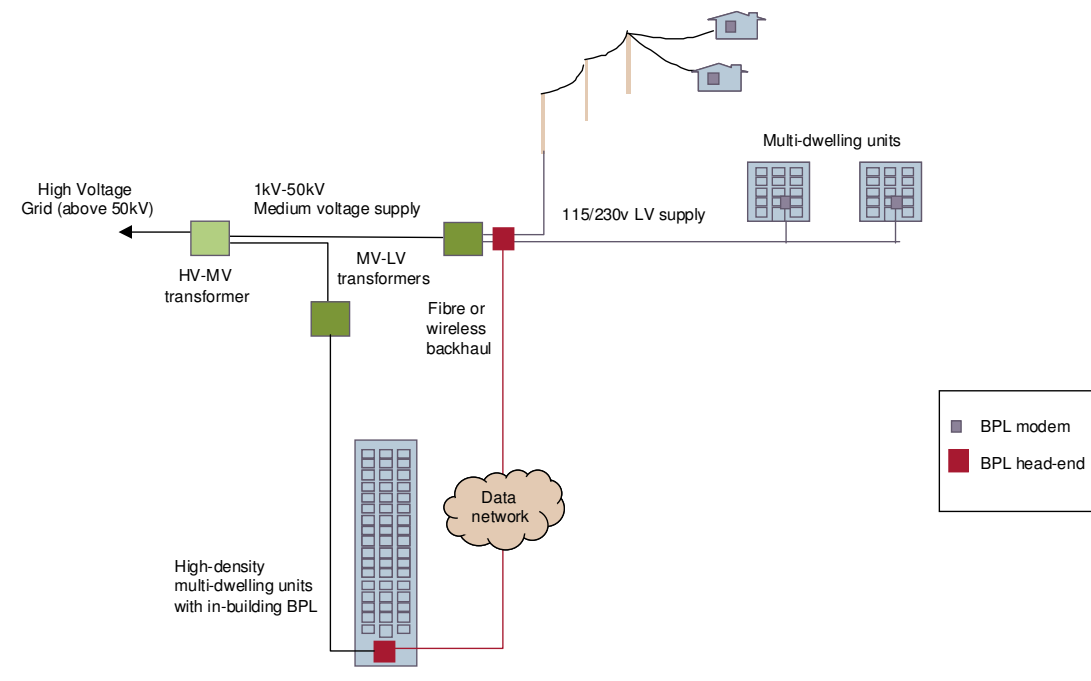 Multi-dwelling units
High Voltage
Grid (above 50kV)
1kV-50kV
Medium voltage supply
115/230v LV supply
HV-MV
transformer
MV-LV
transformers
Fibre or
wireless
backhaul
BPL modem
BPL head-end
Data
network
High-density
multi-dwelling units
with in-building BPL